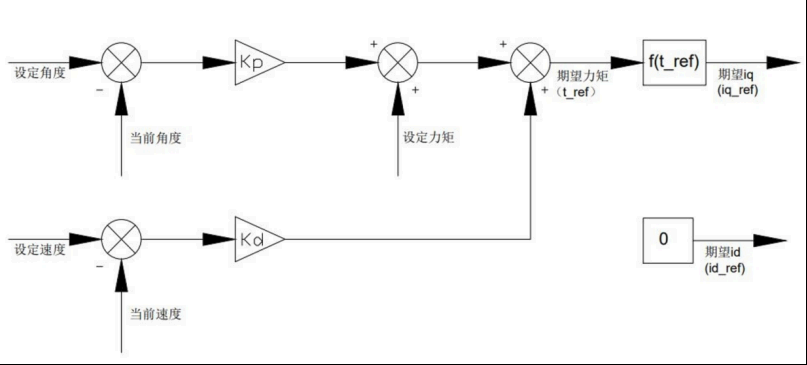 设定角度
-
当前角度
Kp
+
+
设定力矩
+
+
期望力矩
（t_ref）
f(t_ref)
期望iq
(iq_ref)
设定速度
-
当前速度
Kd
0
期望id
(id_ref)